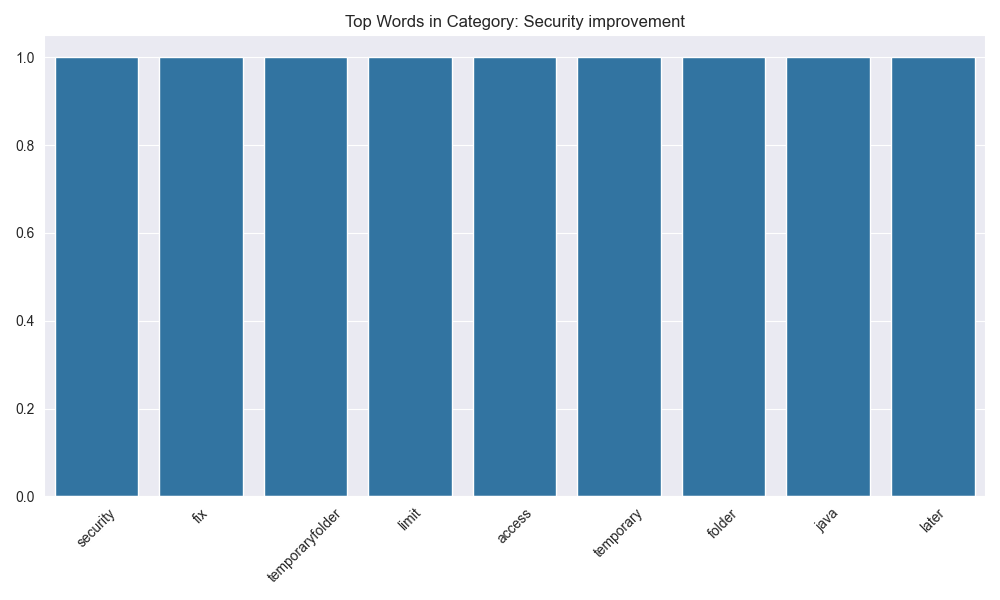 Top Words in Category: Security improvement
1.0
0.8
0.6
0.4
0.2
0.0
security
fix
temporaryfolder
limit
access
temporary
folder
java
later